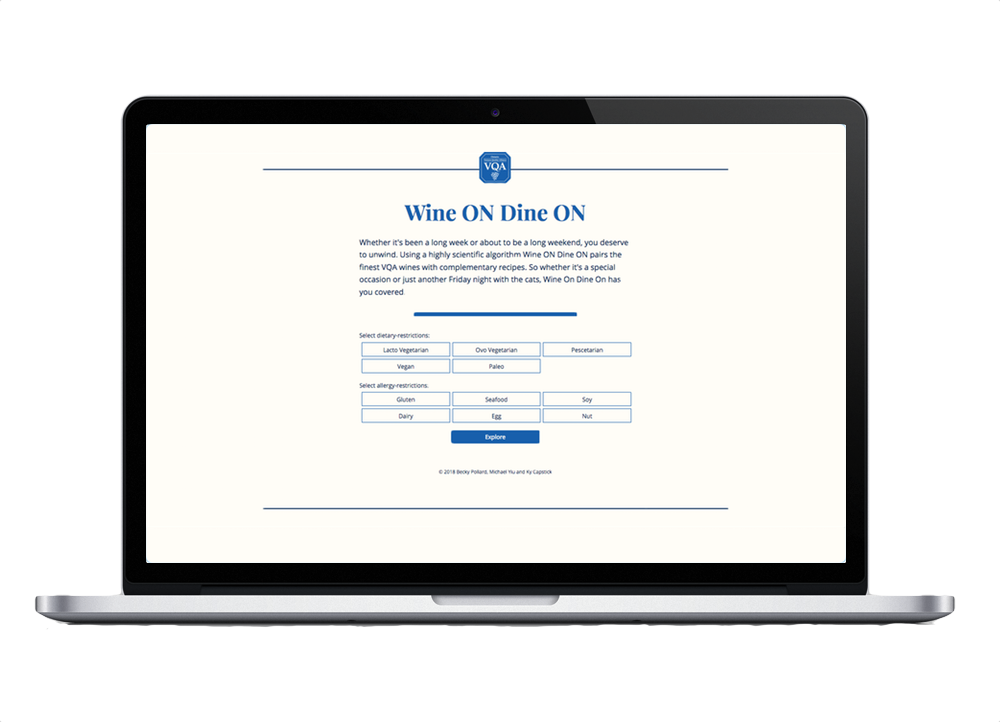 VQA
Wine ON Dine ON
Whether it's been a long week or about to be a long weekend, you deserve
to unwind. Using a highly scientific algorithm Wine ON Dine ON pairs the
finest VQA wines with complementary recipes. So whether it's a special
occasion or just another Friday night with the cats, Wine On Dine On has
you covered
Select dietary-restrictions:
Lacto Vegetarian Ovo Vegetarian Pescetarian
Vegan Paleo
Select allergy-restrictions.
Gluten Seafood Soy
Dairy Egg Nut
Explore
© 2018 Becky Pollard, Michael and Ky Capstick